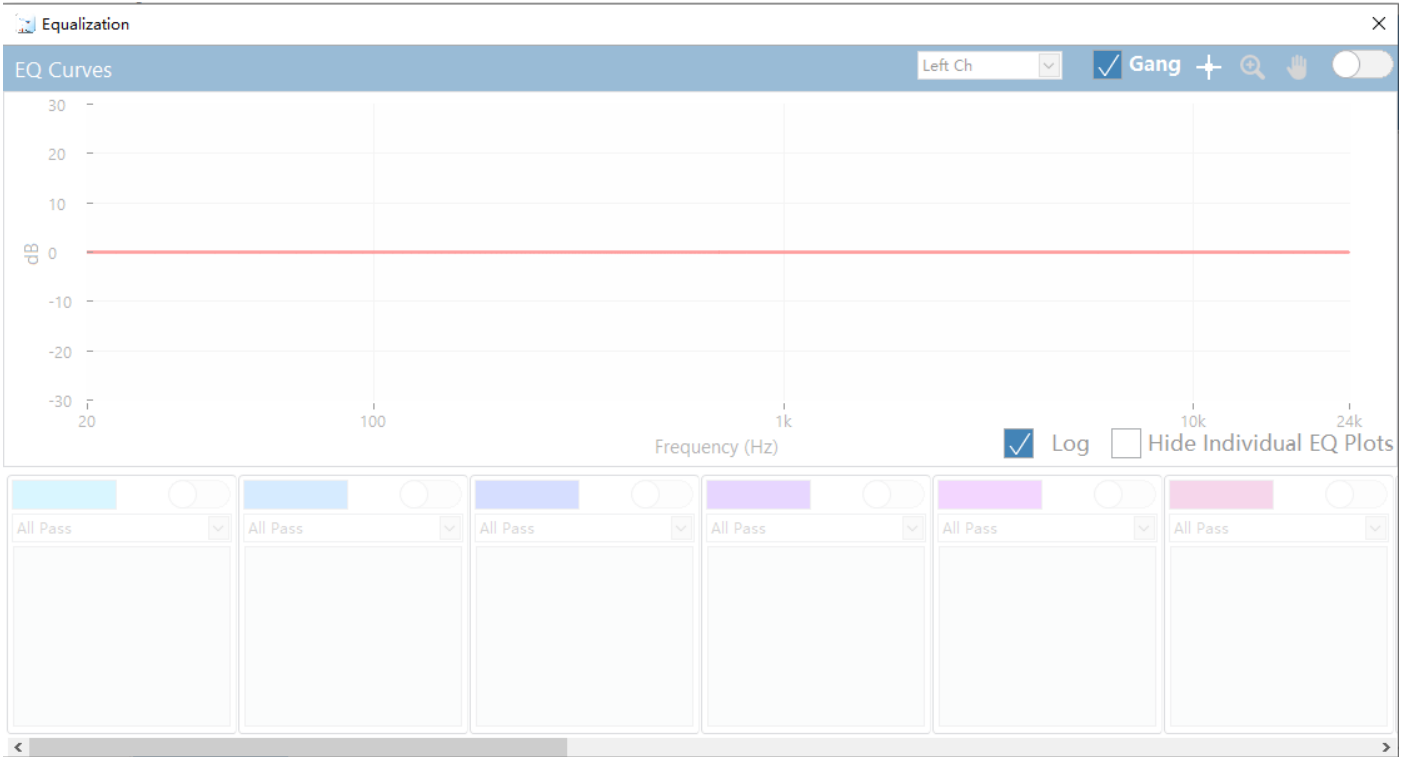 Equalization
EQ Curves
Left Ch
Gang
30
20
10
0
-10
-20
-30
dB
20
100
1k
10k
24k
Frequency (Hz)
Log
Hide Individual EQ Plots
All Pass
All Pass
All Pass
All Pass
All Pass
All Pass